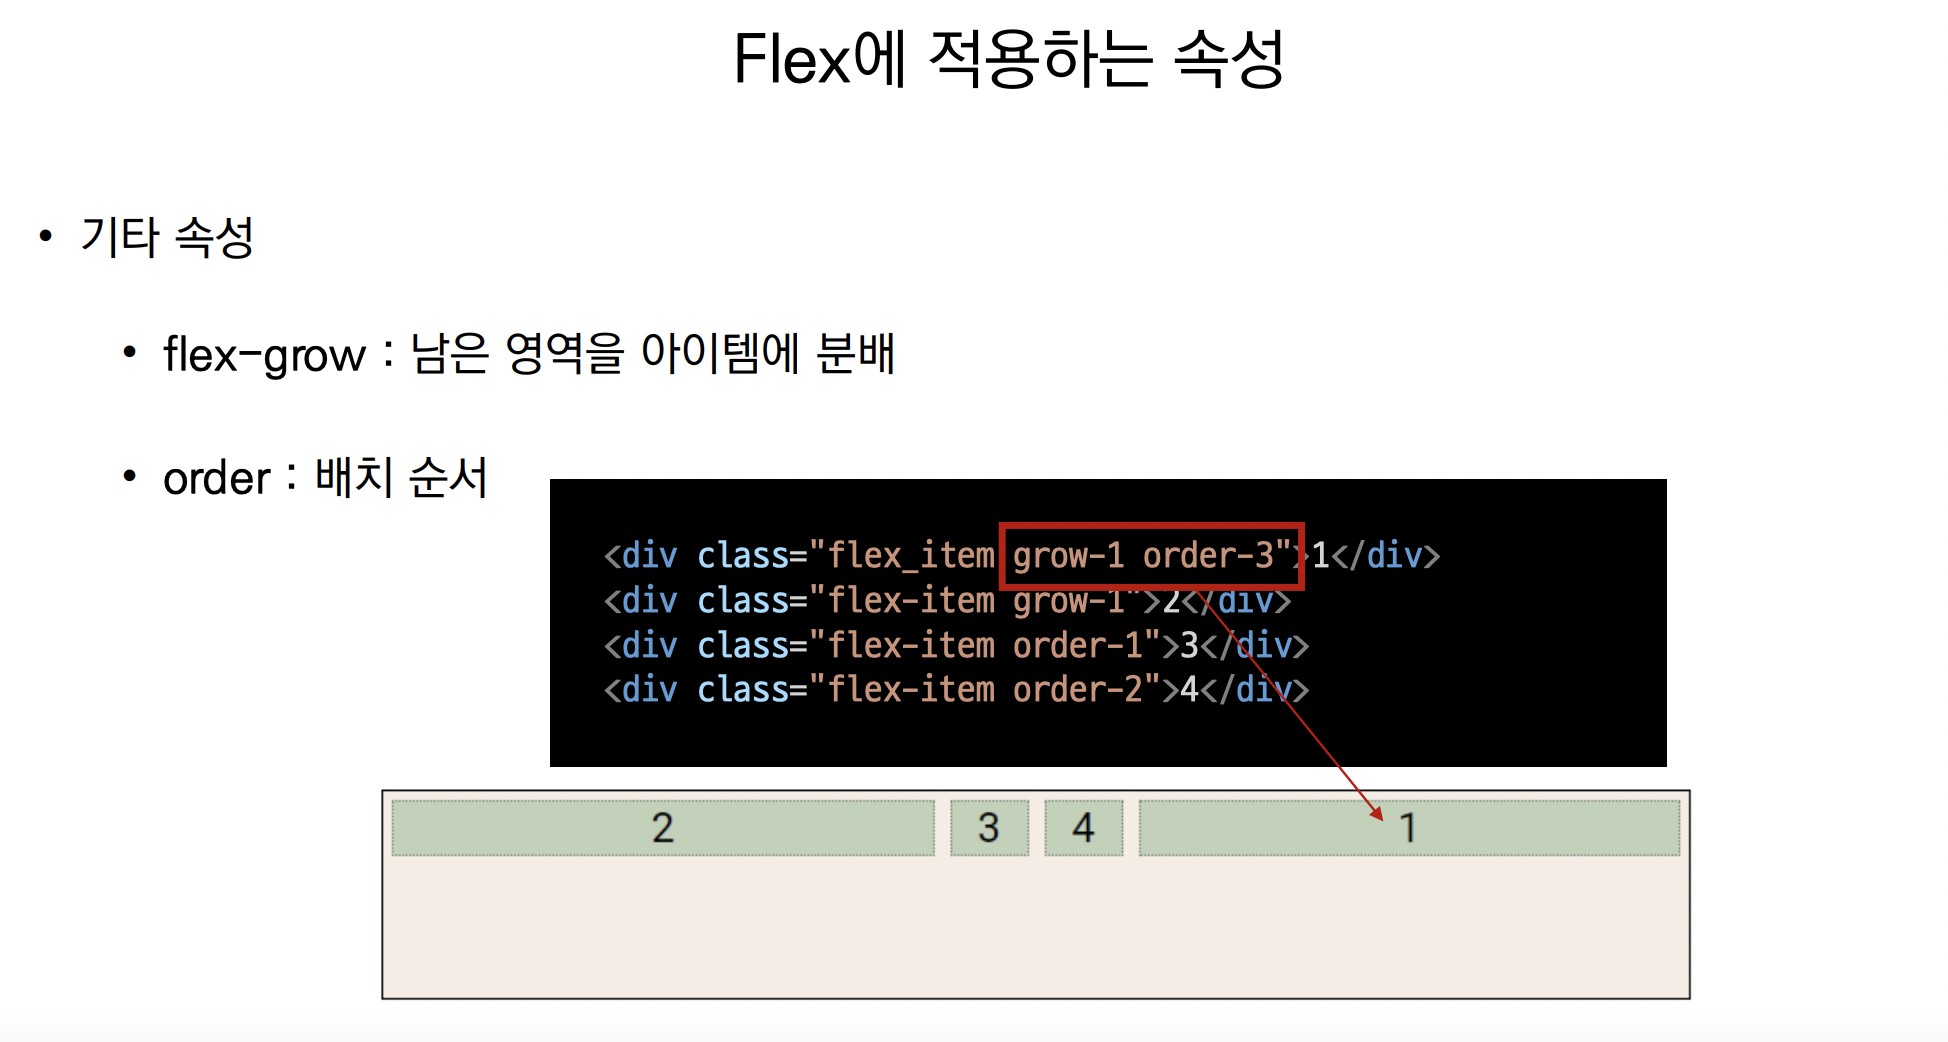 Flex에 적용하는 속성
• 기타 속성
• flex-grow : 남은 영역을 아이템에 분배
• order : 배치 순서
<div class="flex_item grow-1 order-3">1</div>
<div class="flex-item grow-1">2</div>
<div class="flex-item order-1">3</div>
<div class="flex-item order-2">4</div>
2 3 4 1